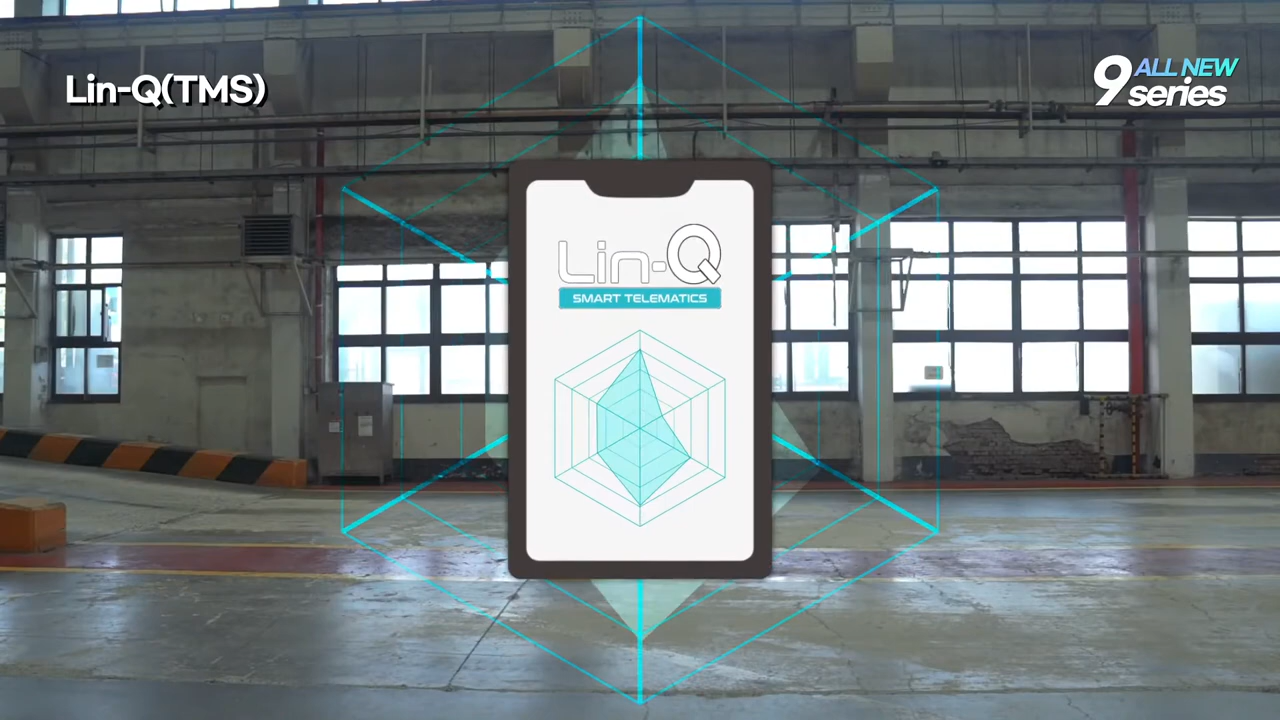 Lin-Q(TMS)
9 ALL NEW
series
Lin-Q
SMART TELEMATICS